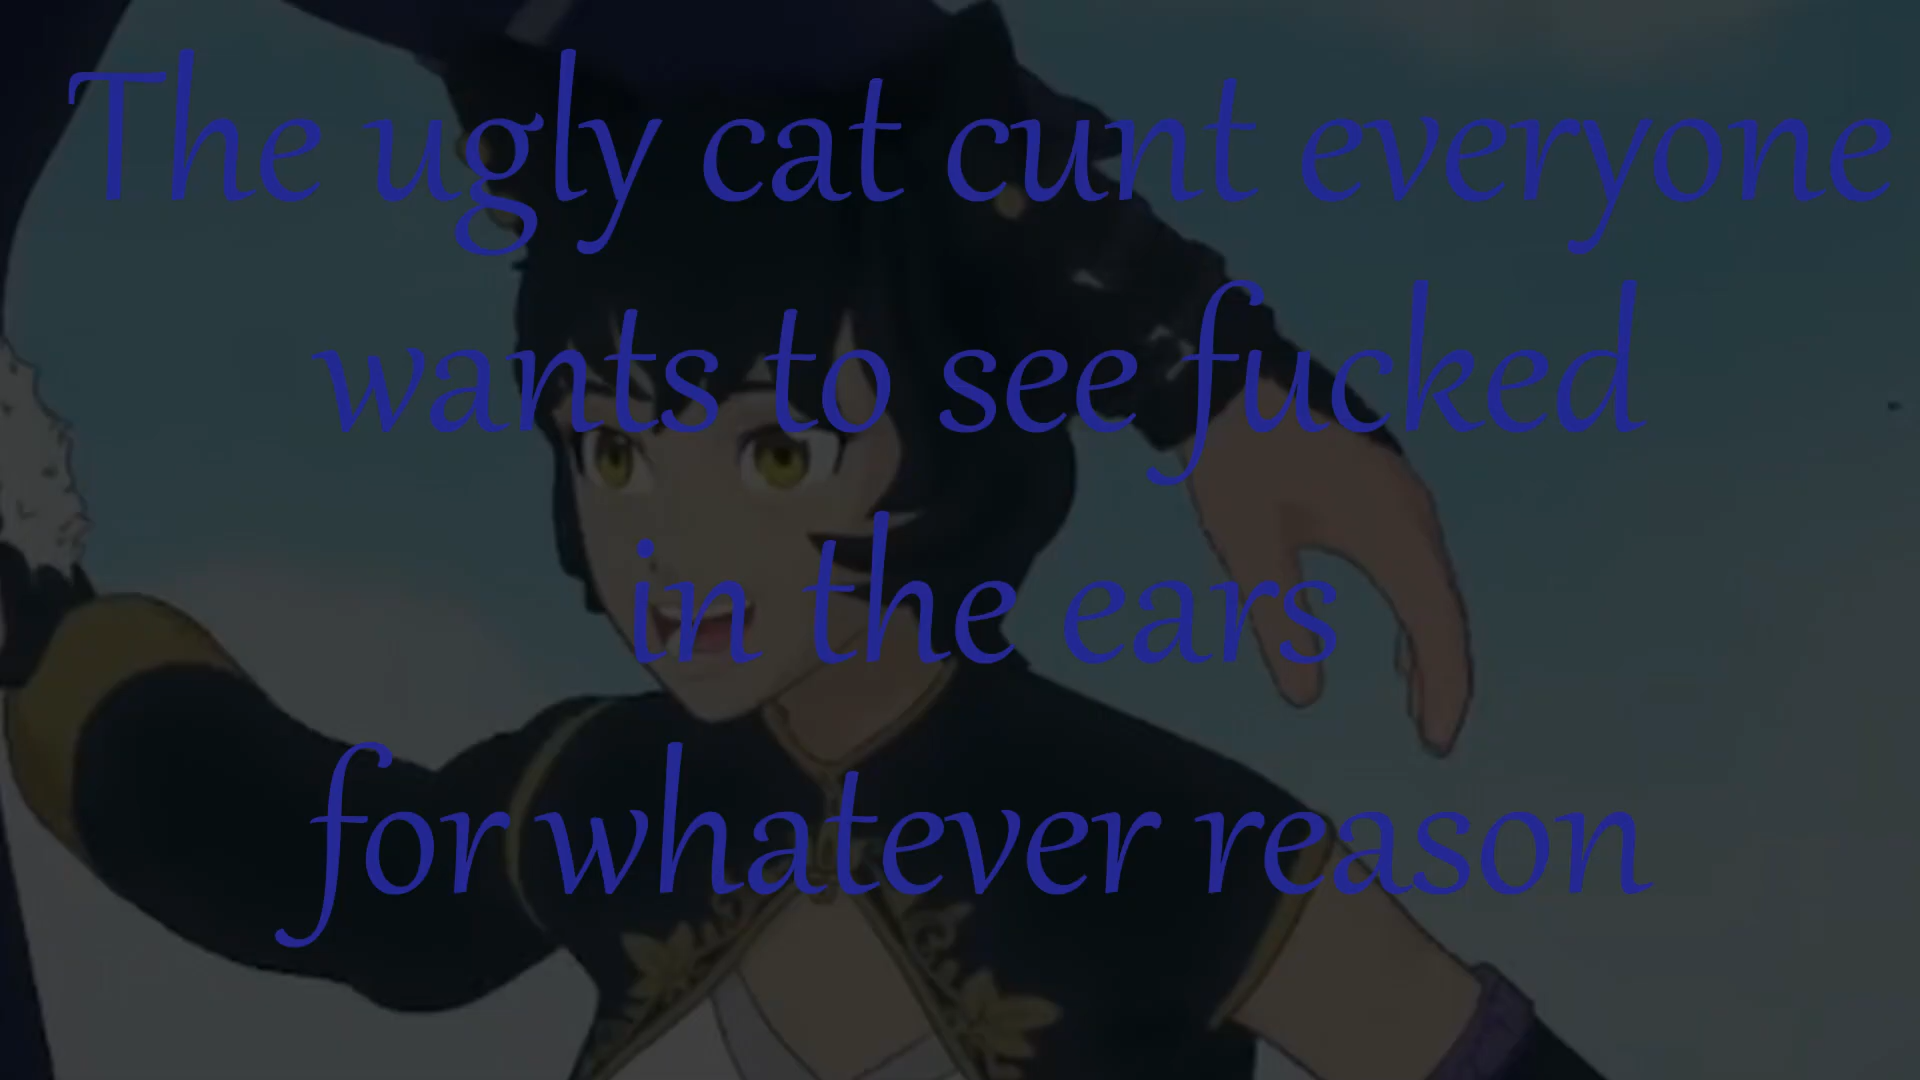 The ugly cat cunt everyone
wants to see fucked
in the ears
for whatever reason